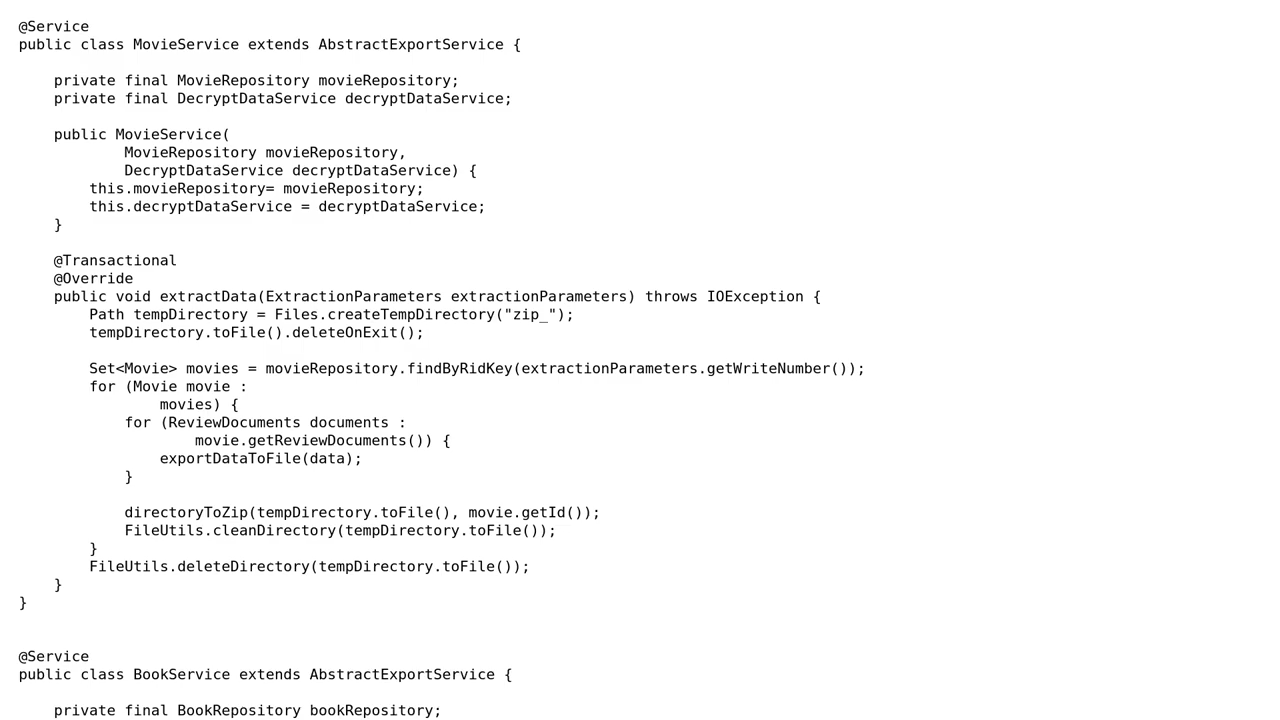 @Service
public class MovieService extends AbstractExportService {
    private final MovieRepository movieRepository;
    private final DecryptDataService decryptDataService;
    public MovieService(
            MovieRepository movieRepository,
            DecryptDataService decryptDataService) {
        this.movieRepository= movieRepository;
        this.decryptDataService = decryptDataService;
    }
    @Transactional
    @Override
    public void extractData(ExtractionParameters extractionParameters) throws IOException {
        Path tempDirectory = Files.createTempDirectory("zip_");
        tempDirectory.toFile().deleteOnExit();
        Set<Movie> movies = movieRepository.findByRidKey(extractionParameters.getWriteNumber());
        for (Movie movie :
                movies) {
            for (ReviewDocuments documents :
                    movie.getReviewDocuments()) {
                exportDataToFile(data);
            }
            directoryToZip(tempDirectory.toFile(), movie.getId());
            FileUtils.cleanDirectory(tempDirectory.toFile());
        }
        FileUtils.deleteDirectory(tempDirectory.toFile());
    }
}
@Service
public class BookService extends AbstractExportService {
    private final BookRepository bookRepository;